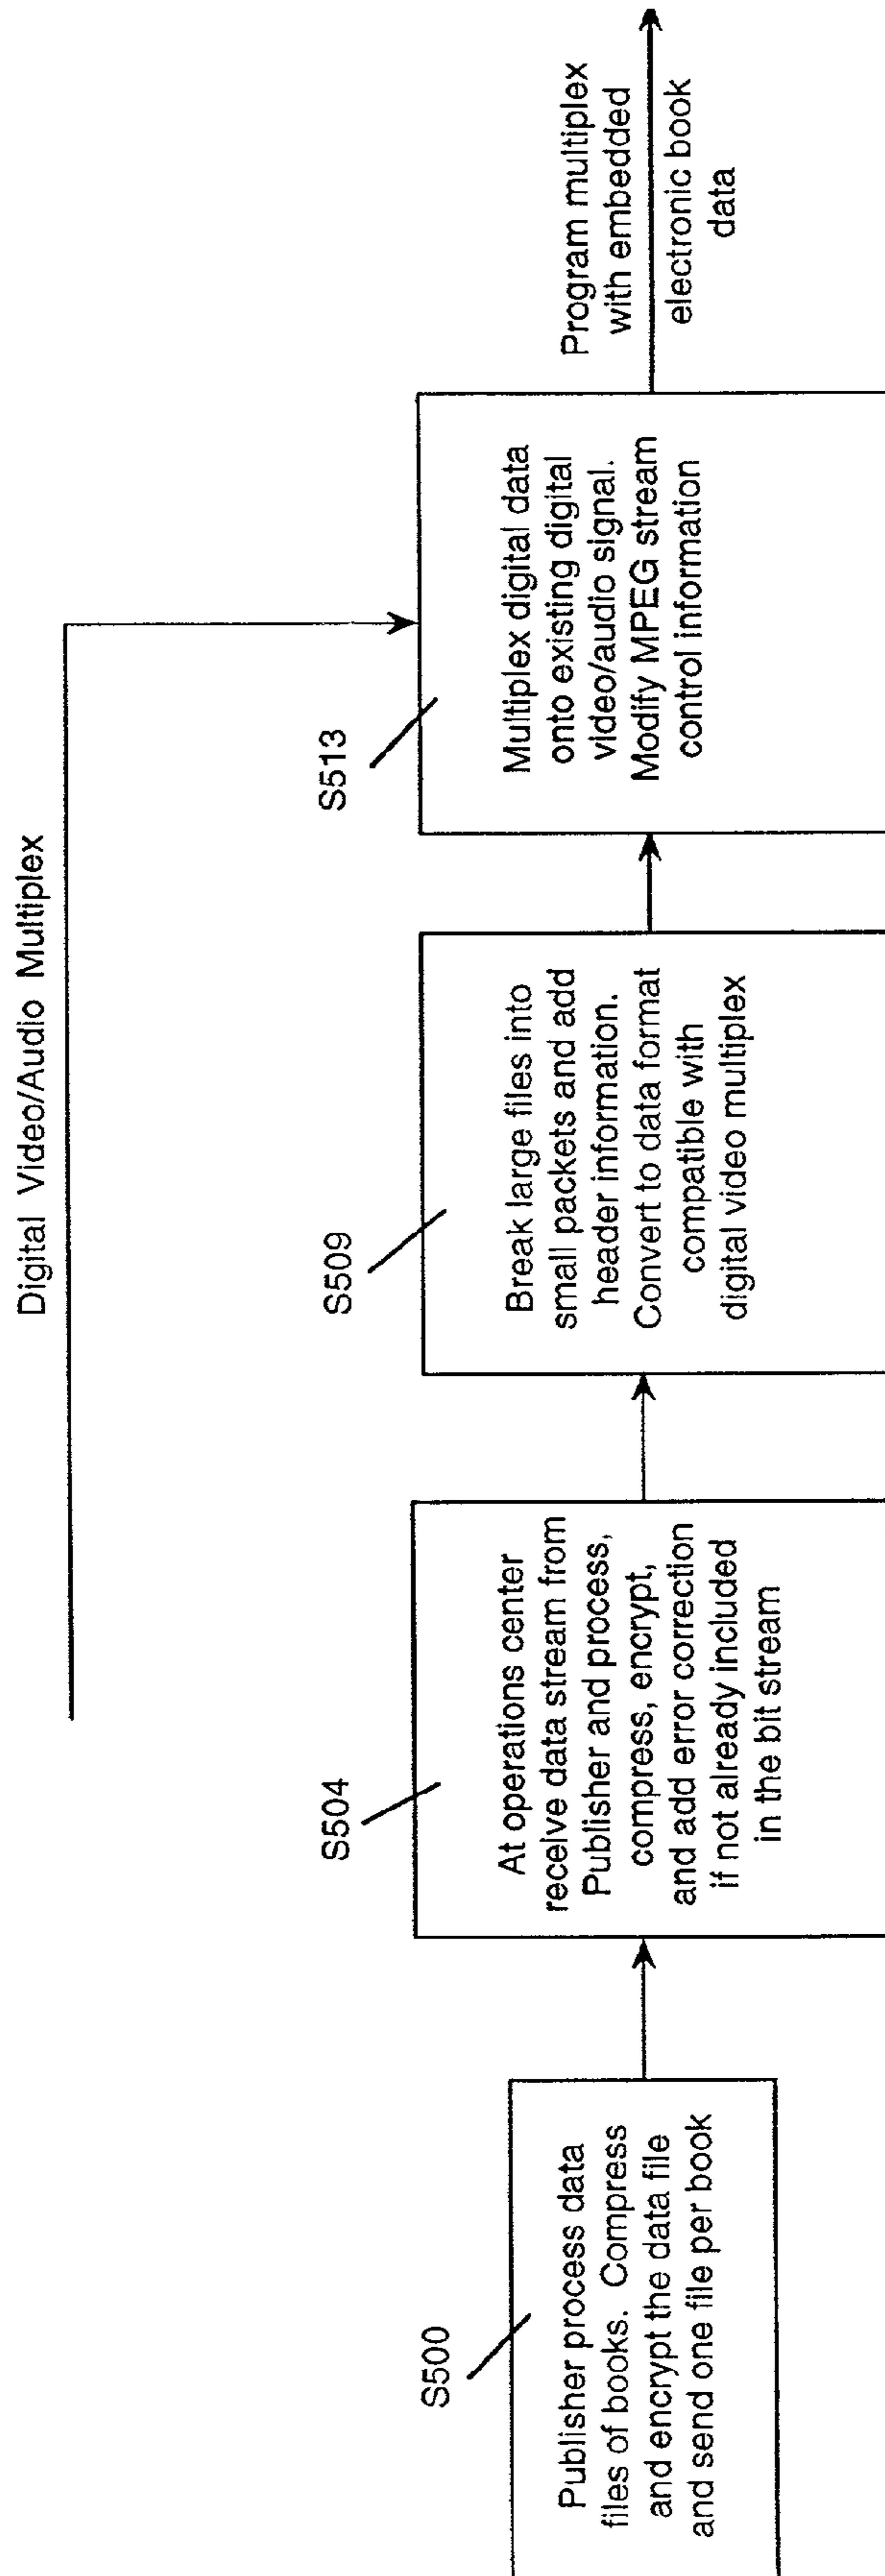 Digital Video/Audio Multiplex
S500
Publisher process data
files of books. Compress
and encrypt the data file
and send one file per book
S504
At operations center
receive data stream from
Publisher and process,
compress, encrypt,
and add error correction
if not already included
in the bit stream
S509
Break large files into
small packets and add
header information.
Convert to data format
compatible with
digital video multiplex
S513
Multiplex digital data
onto existing digital
video/audio signal.
Modify MPEG stream
control information
Program multiplex
with embedded
electronic book
data